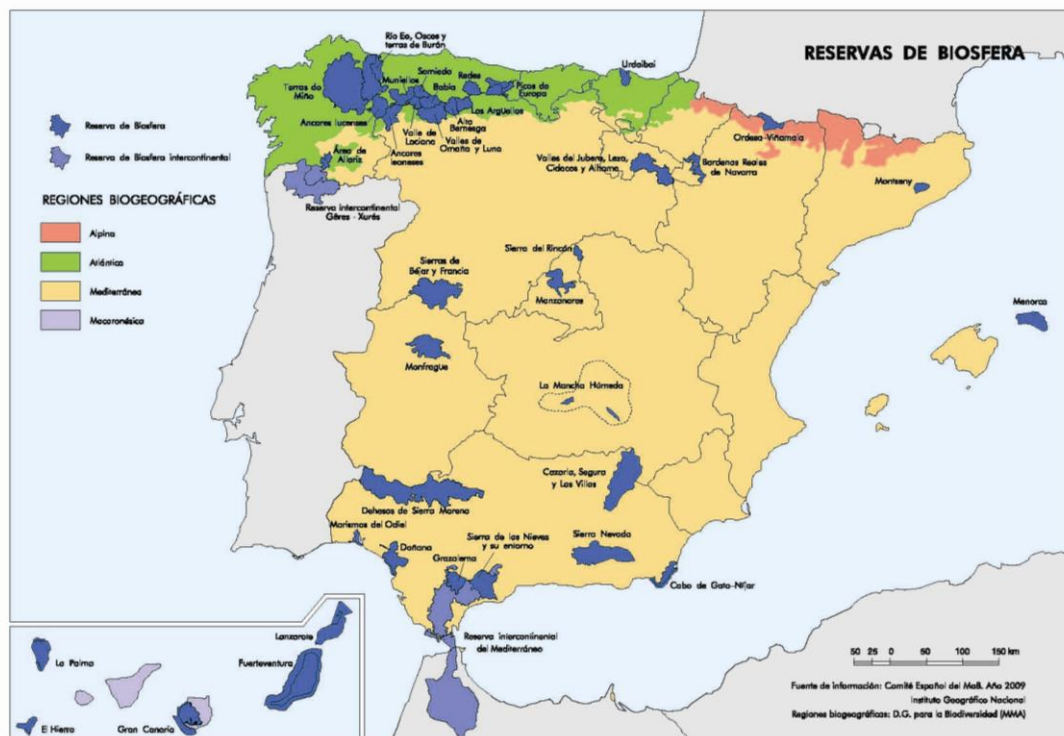 RESERVAS DE BIOSFERA
Reserva de Biosfera
Reserva de Biosfera intercontinental
REGIONES BIOGEOGRÁFICAS
Alpina
Atlántica
Mediterránea
Macaronésica
Río Eo, Oscos y
terras de Burón
Terras do
Miño
Muniellos
Somiedo
Babia
Redes
Picos de
Europa
Urdaibai
Ancares lucenses
Ancares
leoneses
Valle de
Laciana
Valles de
Omaña y Luna
Alto
Bernesga
Los Argüellos
Área de
Allariz
Reserva intercontinental
Géres - Xurés
Valles del Jubera, Leza,
Cidacos y Alhama
Bardenas Reales
de Navarra
Ordesa-Viñamala
Montseny
Sierra del Rincón
Manzanares
Sierras de
Béjar y Francia
Monfragüe
La Mancha Húmeda
Menorca
Cazorla, Segura
y Las Villas
Dehesas de Sierra Morena
Marismas del Odiel
Doñana
Grazalema
Sierra de las Nieves
y su entorno
Sierra Nevada
Cabo de Gata-Níjar
Reserva intercontinental
del Mediterráneo
La Palma
El Hierro
Gran Canaria
Fuerteventura
Lanzarote
50 25 0 50 100 150 km
Fuente de información: Comité Español del MaB. Año 2009
Instituto Geográfico Nacional
Regiones biogeográficas: D.G. para la Biodiversidad (MMA)